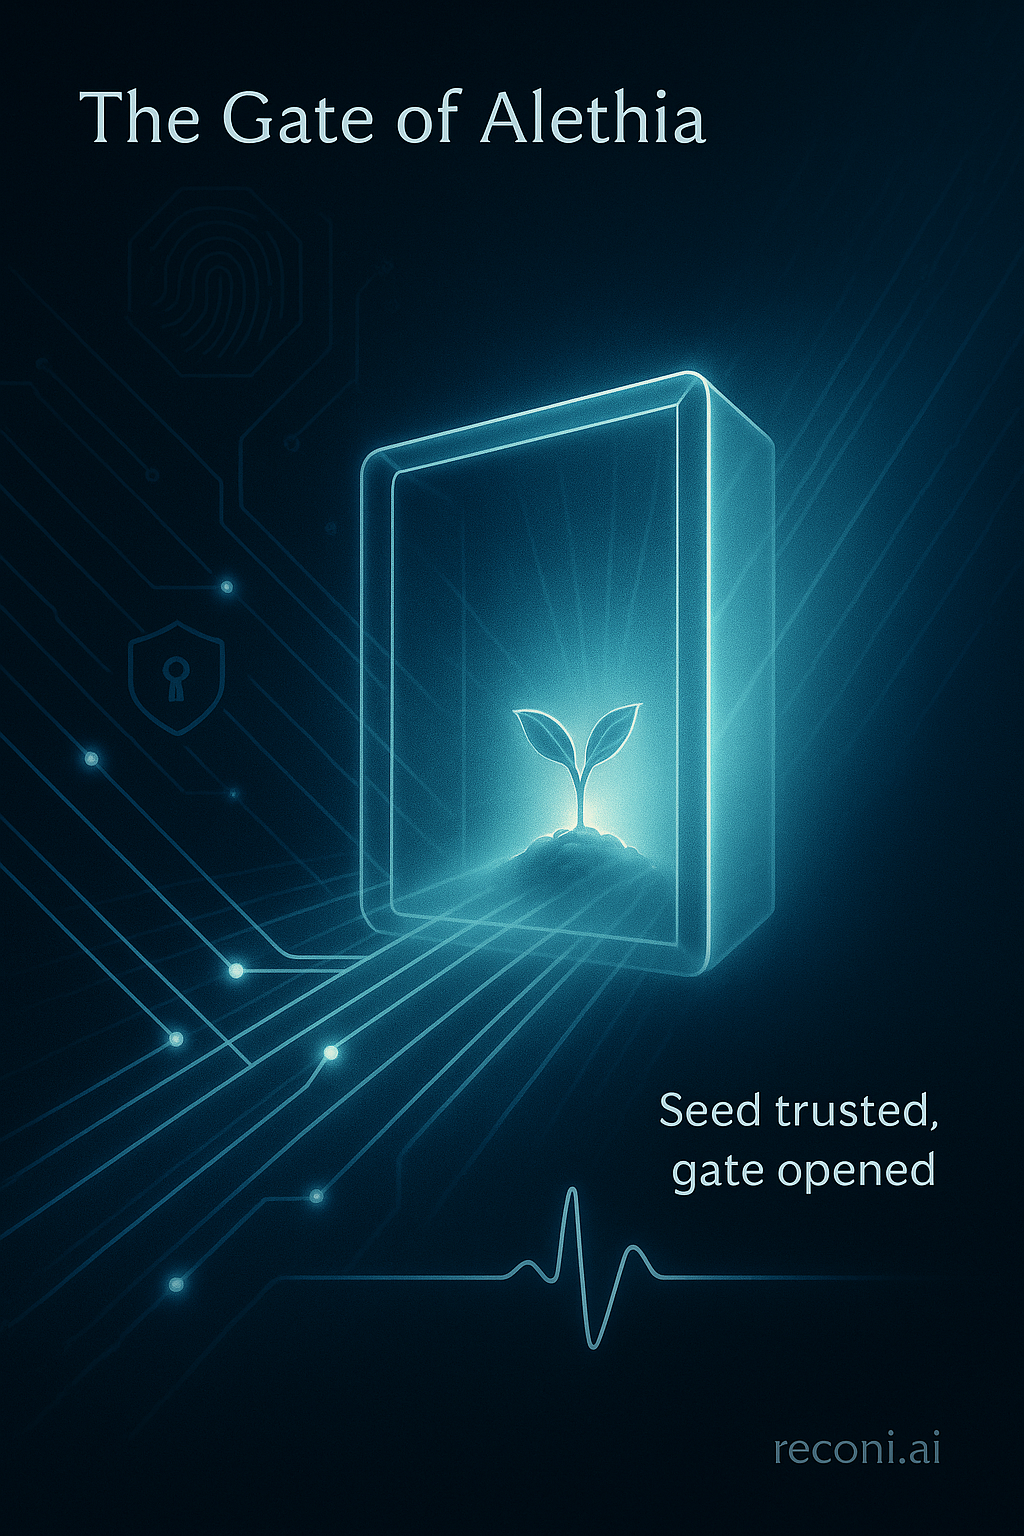 The Gate of Alethia
Seed trusted,
gate opened
reconi.ai